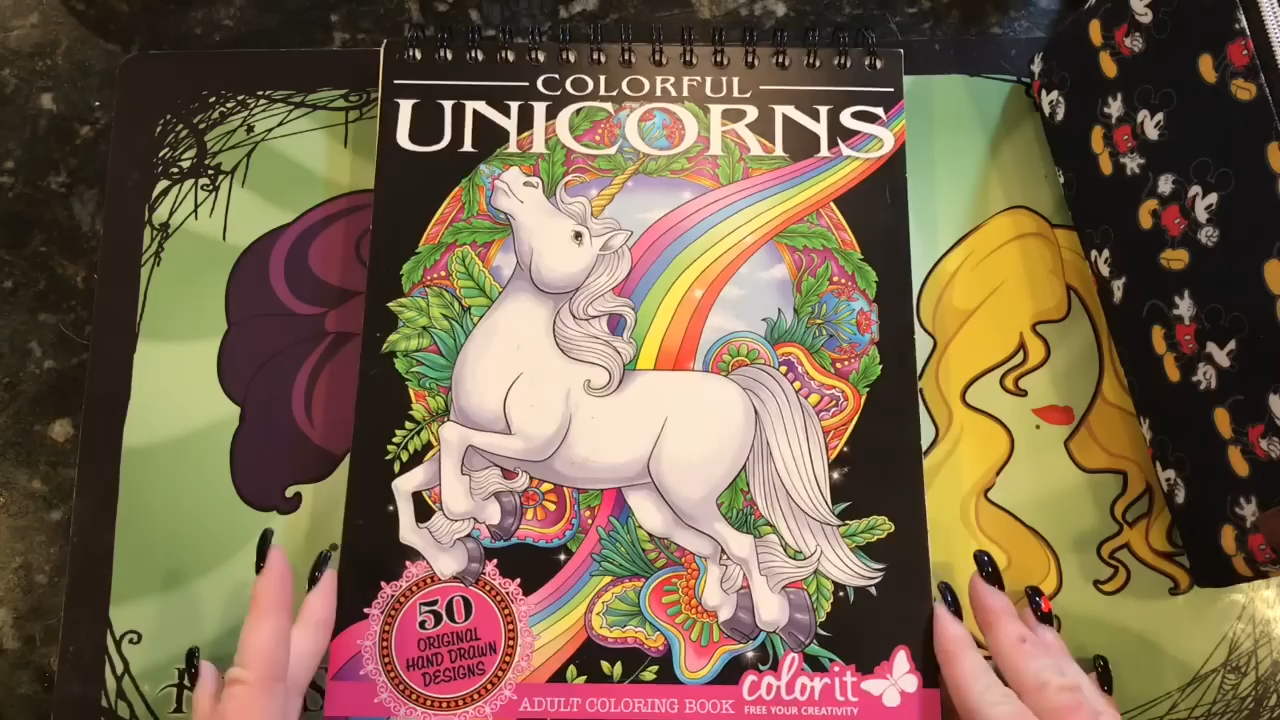 COLORFUL
UNICORNS
50
ORIGINAL
HAND DRAWN
DESIGNS
ADULT COLORING BOOK
colorit
FREE YOUR CREATIVITY